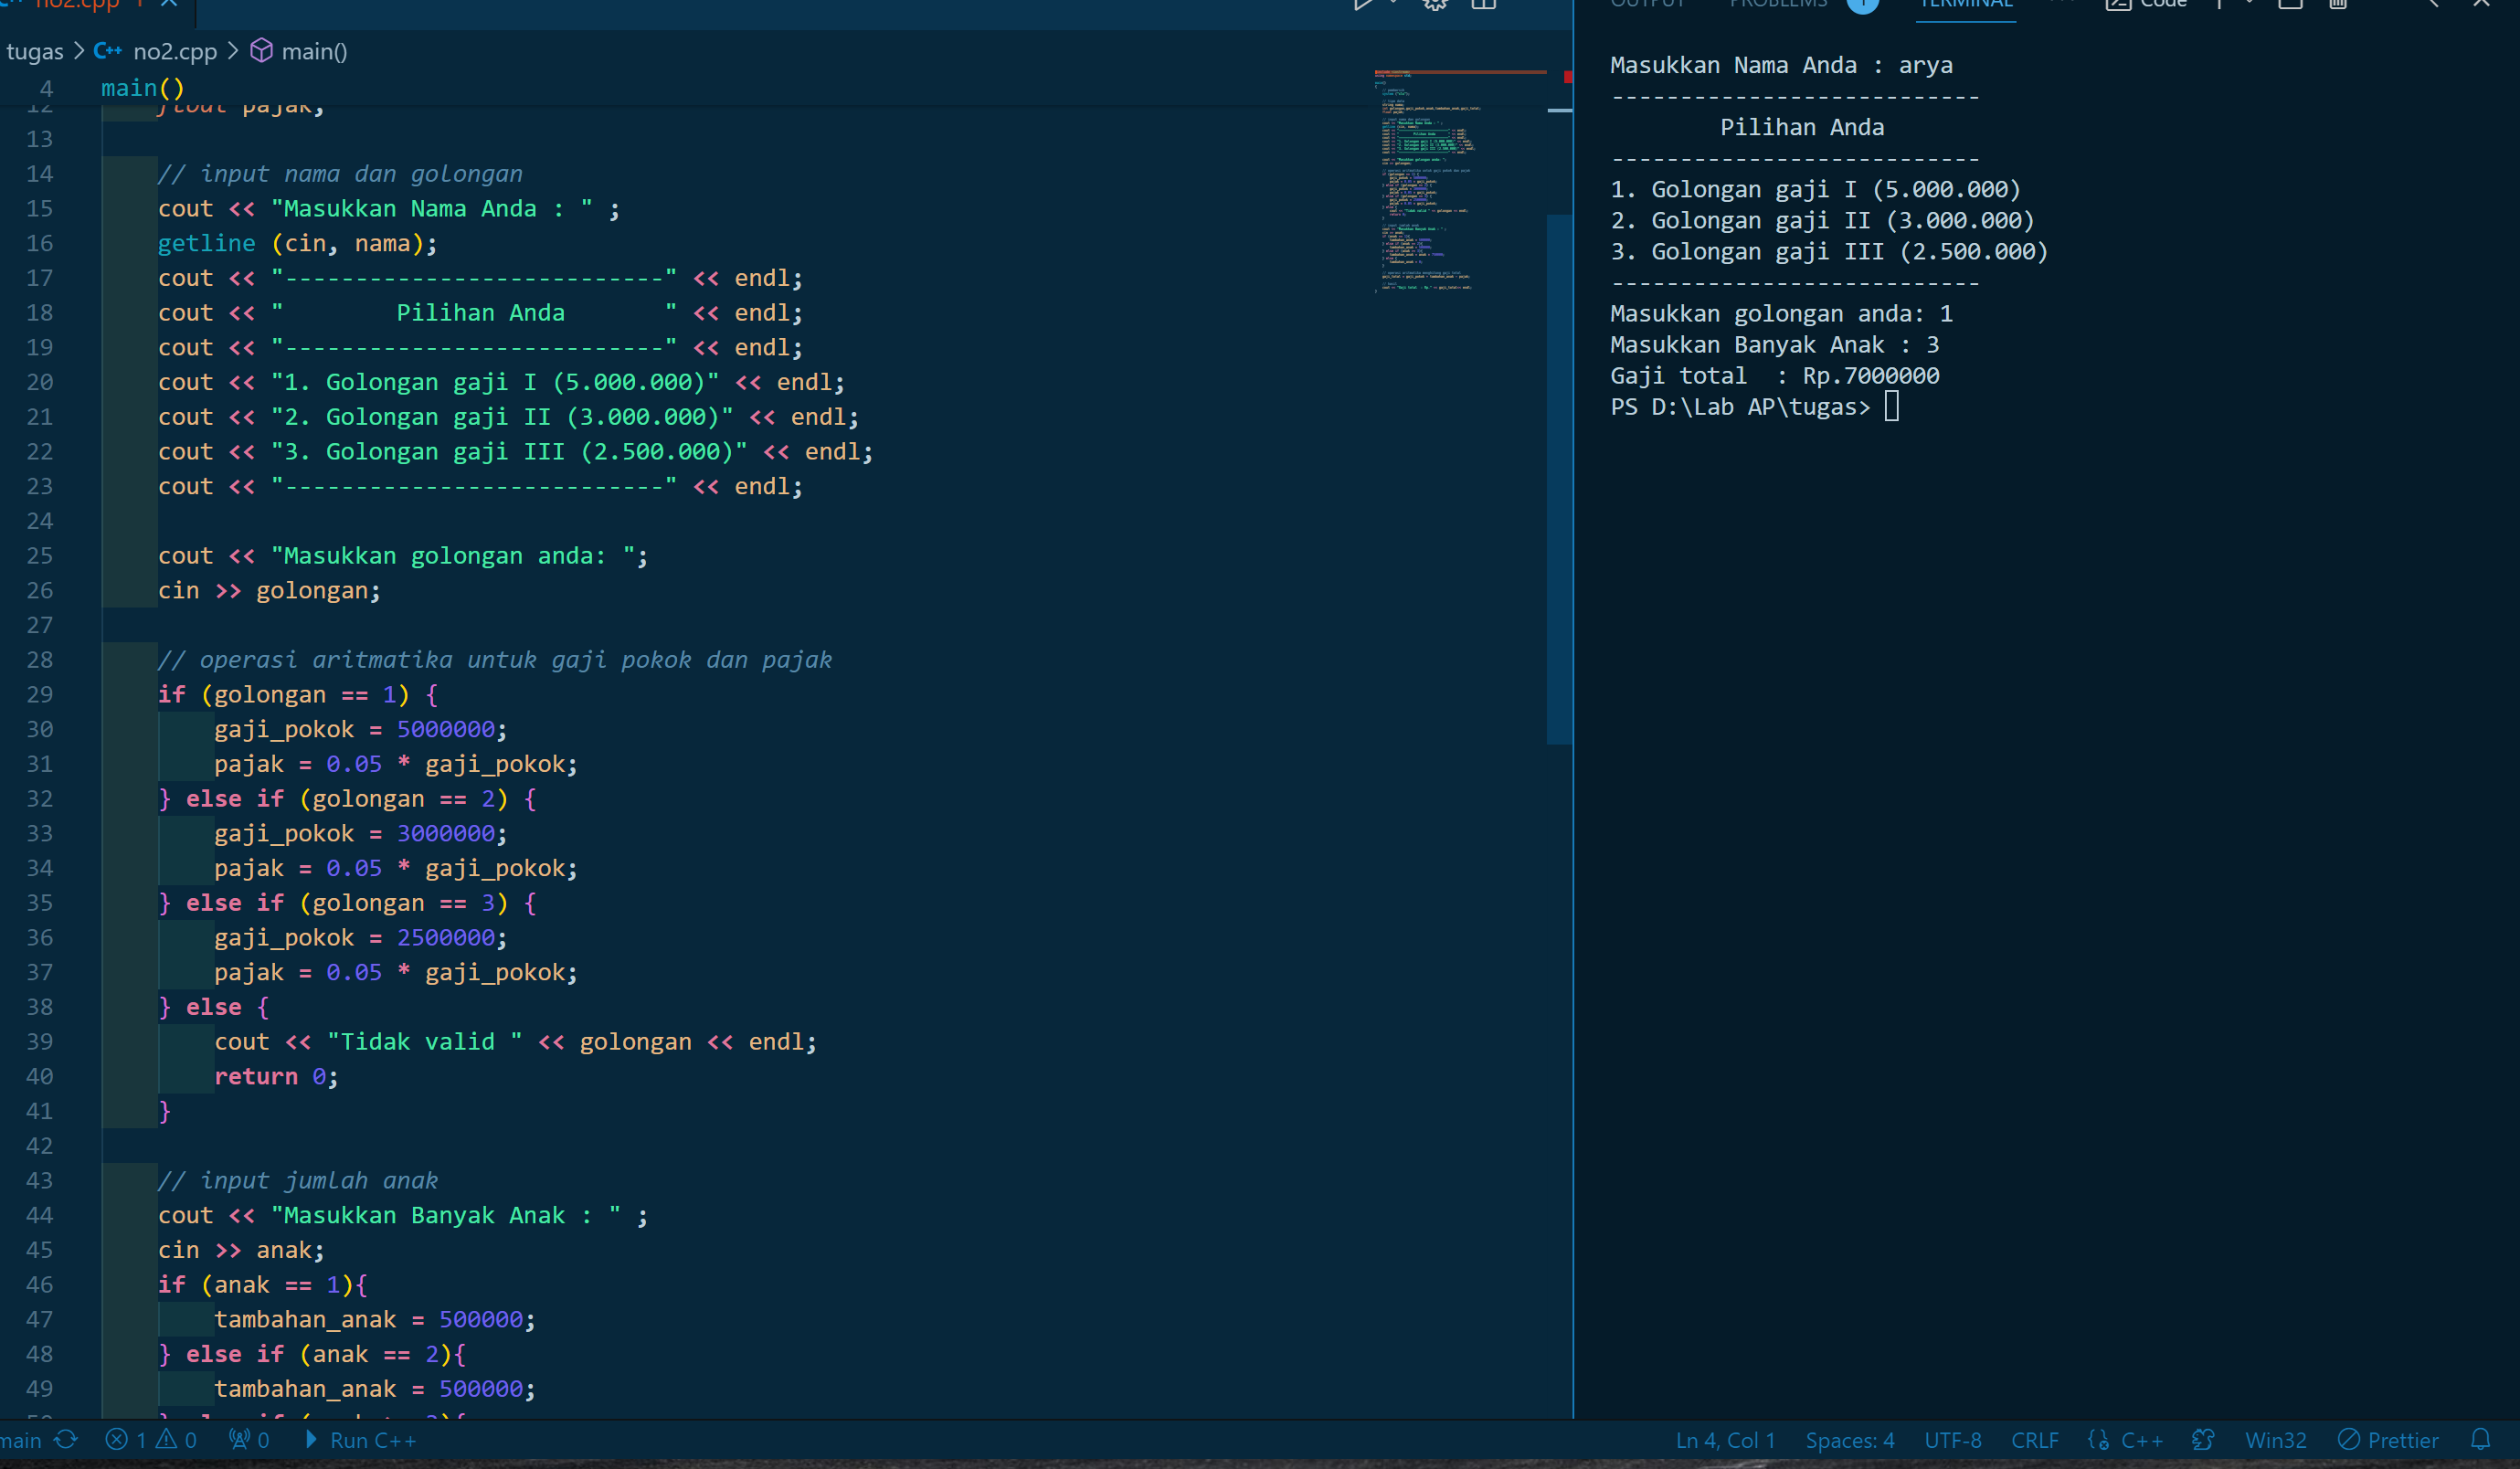 no2.cpp 1
tugas > C++ no2.cpp > main()
4 main()
12 float pajak;
13
14 // input nama dan golongan
15 cout << "Masukkan Nama Anda : " ;
16 getline (cin, nama);
17 cout << "---------------------------" << endl;
18 cout << "        Pilihan Anda       " << endl;
19 cout << "---------------------------" << endl;
20 cout << "1. Golongan gaji I (5.000.000)" << endl;
21 cout << "2. Golongan gaji II (3.000.000)" << endl;
22 cout << "3. Golongan gaji III (2.500.000)" << endl;
23 cout << "---------------------------" << endl;
24
25 cout << "Masukkan golongan anda: ";
26 cin >> golongan;
27
28 // operasi aritmatika untuk gaji pokok dan pajak
29 if (golongan == 1) {
30 gaji_pokok = 5000000;
31 pajak = 0.05 * gaji_pokok;
32 } else if (golongan == 2) {
33 gaji_pokok = 3000000;
34 pajak = 0.05 * gaji_pokok;
35 } else if (golongan == 3) {
36 gaji_pokok = 2500000;
37 pajak = 0.05 * gaji_pokok;
38 } else {
39 cout << "Tidak valid " << golongan << endl;
40 return 0;
41 }
42
43 // input jumlah anak
44 cout << "Masukkan Banyak Anak : " ;
45 cin >> anak;
46 if (anak == 1){
47 tambahan_anak = 500000;
48 } else if (anak == 2){
49 tambahan_anak = 500000;
OUTPUT PROBLEMS 1 TERMINAL Code
Masukkan Nama Anda : arya
---------------------------
Pilihan Anda
---------------------------
1. Golongan gaji I (5.000.000)
2. Golongan gaji II (3.000.000)
3. Golongan gaji III (2.500.000)
---------------------------
Masukkan golongan anda: 1
Masukkan Banyak Anak : 3
Gaji total  : Rp.7000000
PS D:\Lab AP\tugas>
main 1 0 0 Run C++ Ln 4, Col 1 Spaces: 4 UTF-8 CRLF C++ Win32 Prettier